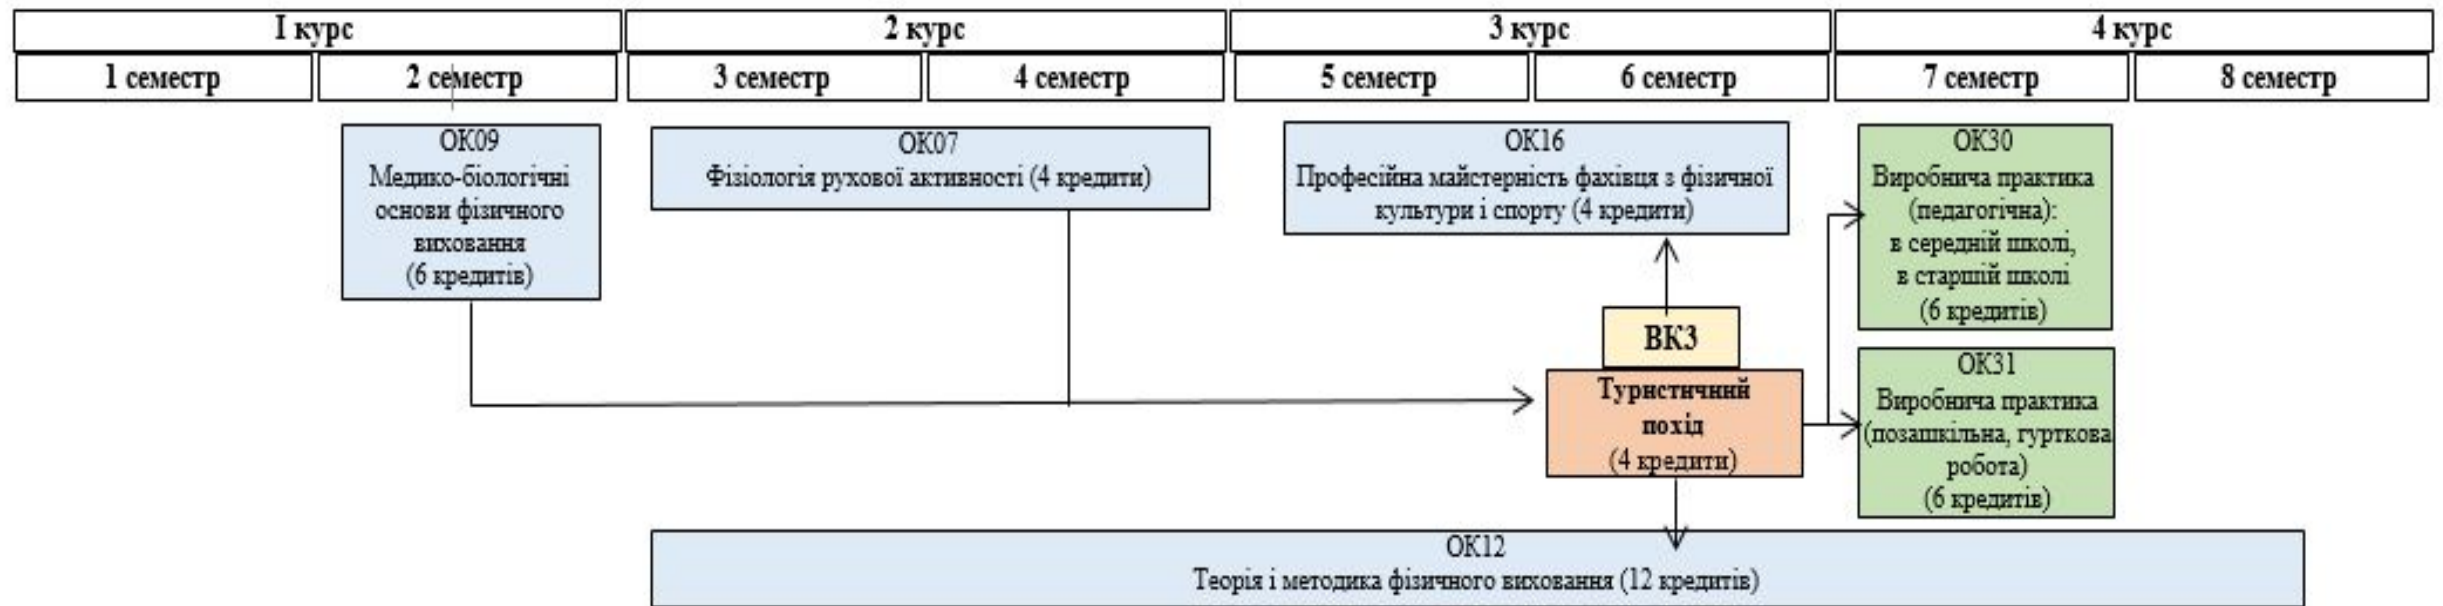 І курс
2 курс
3 курс
4 курс
1 семестр
2 семестр
3 семестр
4 семестр
5 семестр
6 семестр
7 семестр
8 семестр
ОК09
Медико-біологічні
основи фізичного
виховання
(6 кредитів)
ОК07
Фізіологія рухової активності (4 кредити)
ОК16
Професійна майстерність фахівця з фізичної
культури і спорту (4 кредити)
ОК30
Виробнича практика
(педагогічна):
в середній школі,
в старшій школі
(6 кредитів)
ВК3
Туристичний
похід
(4 кредити)
ОК31
Виробнича практика
(позашкільна, гурткова
робота)
(6 кредитів)
ОК12
Теорія і методика фізичного виховання (12 кредитів)